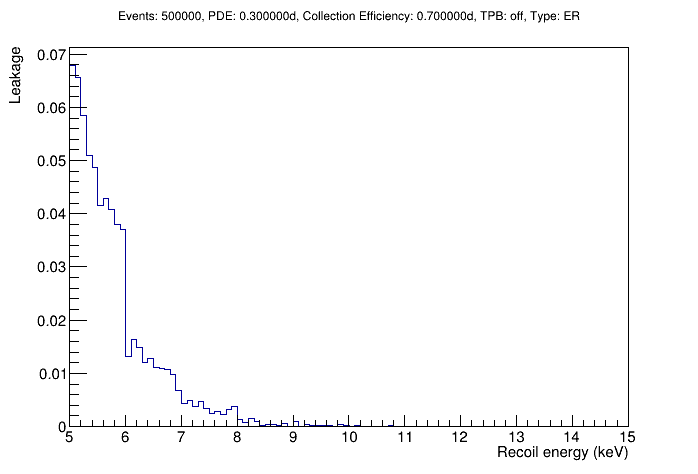 Events: 500000, PDE: 0.300000d, Collection Efficiency: 0.700000d, TPB: off, Type: ER
Leakage
0.07
0.06
0.05
0.04
0.03
0.02
0.01
0
5 6 7 8 9 10 11 12 13 14 15
Recoil energy (keV)